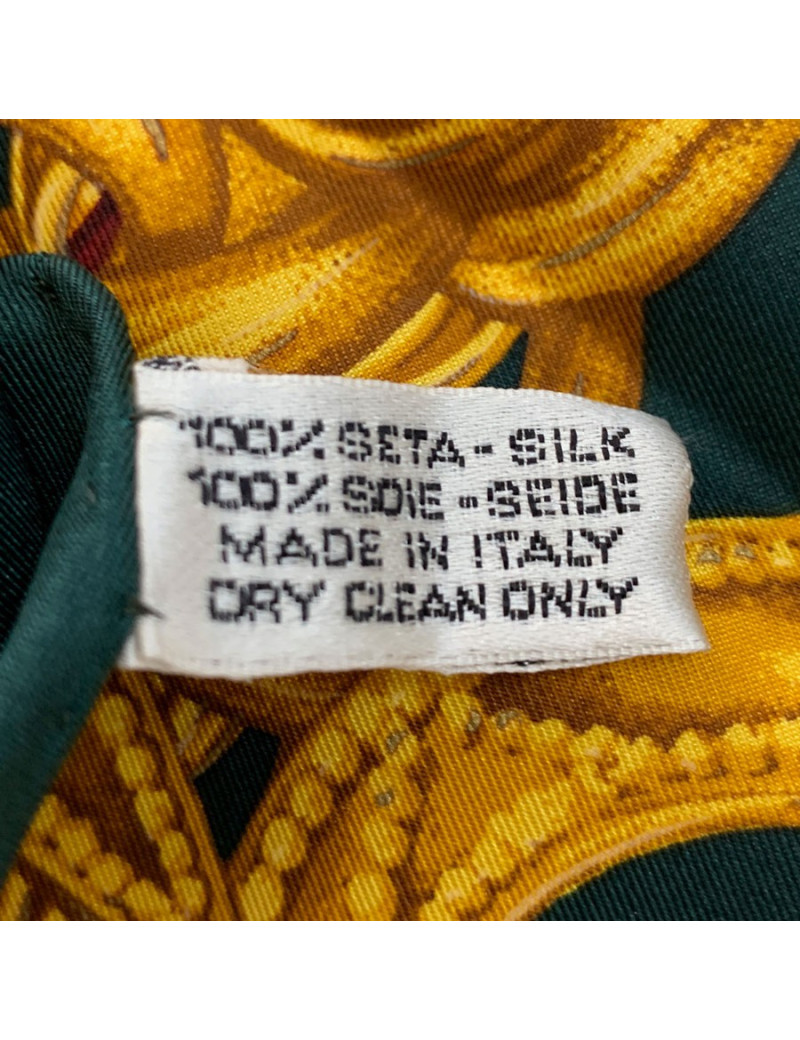 100% SETA - SILK
100% SOIE - SEIDE
MADE IN ITALY
DRY CLEAN ONLY